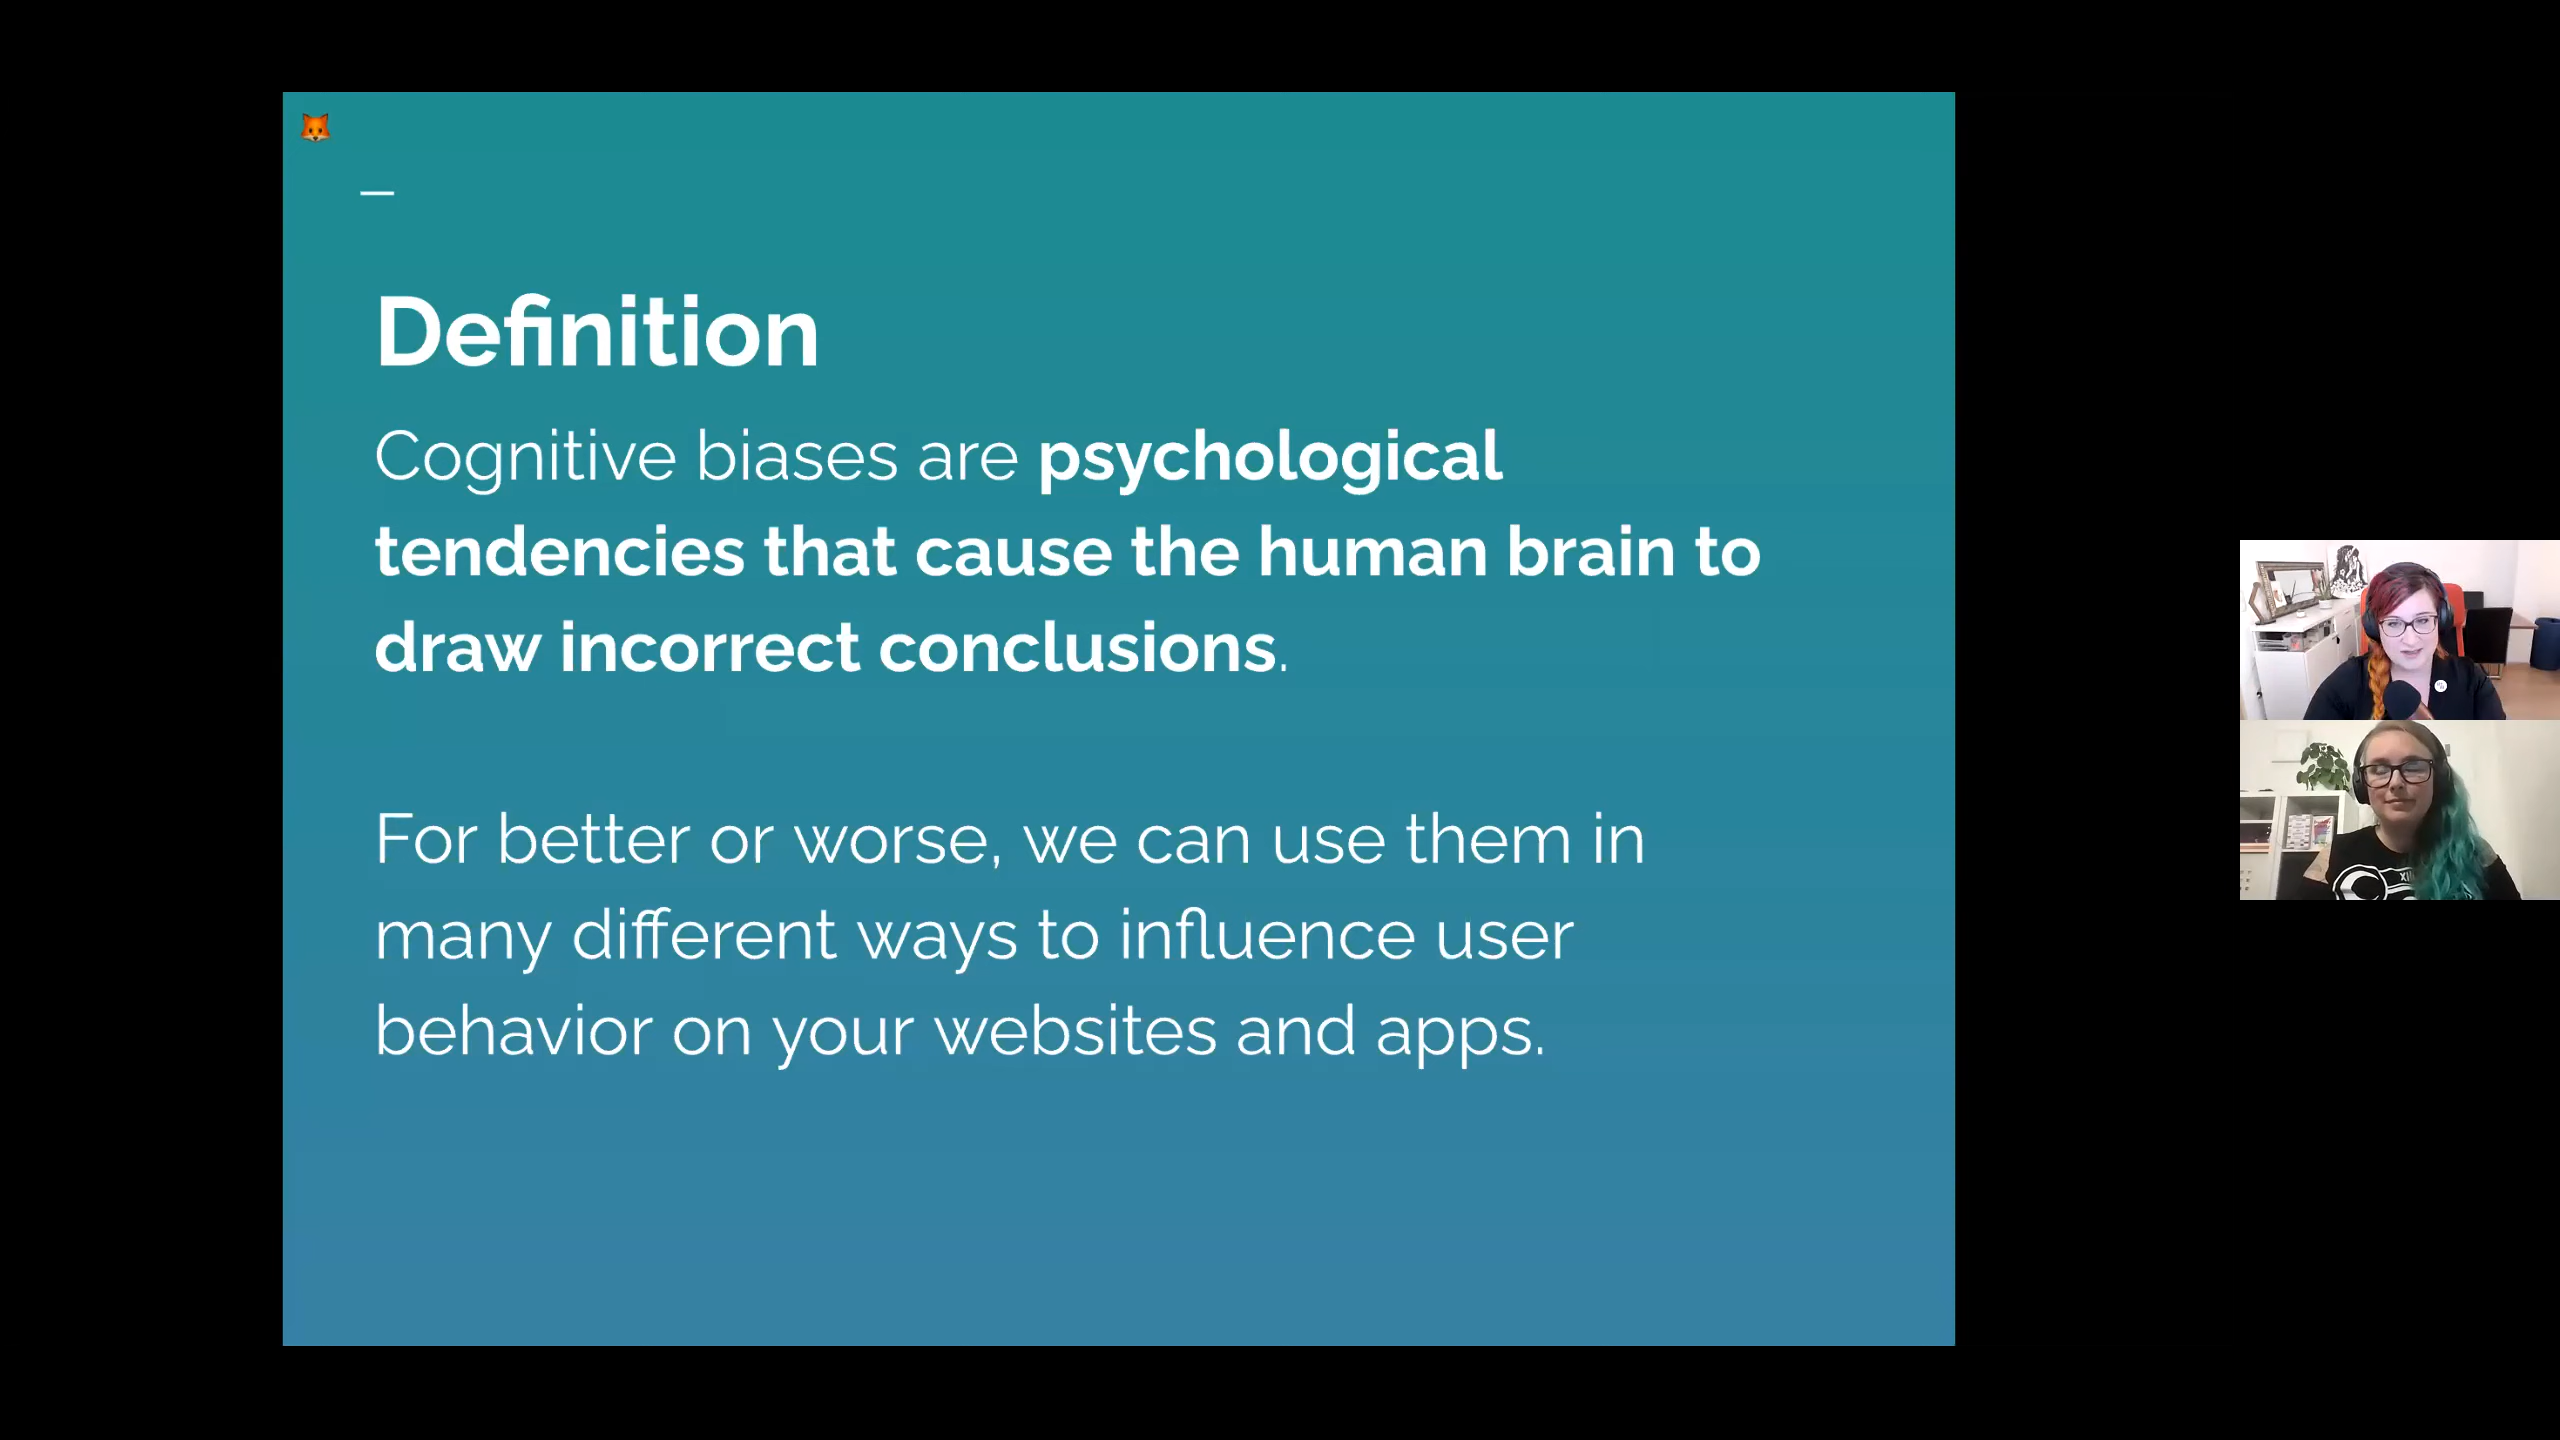 Definition
Cognitive biases are psychological
tendencies that cause the human brain to
draw incorrect conclusions.
For better or worse, we can use them in
many different ways to influence user
behavior on your websites and apps.